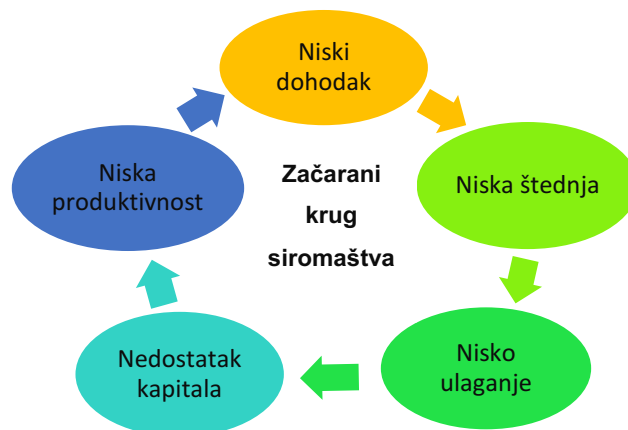 Niski
dohodak
Niska štednja
Nisko
ulaganje
Nedostatak
kapitala
Niska
produktivnost
Začarani
krug
siromaštva